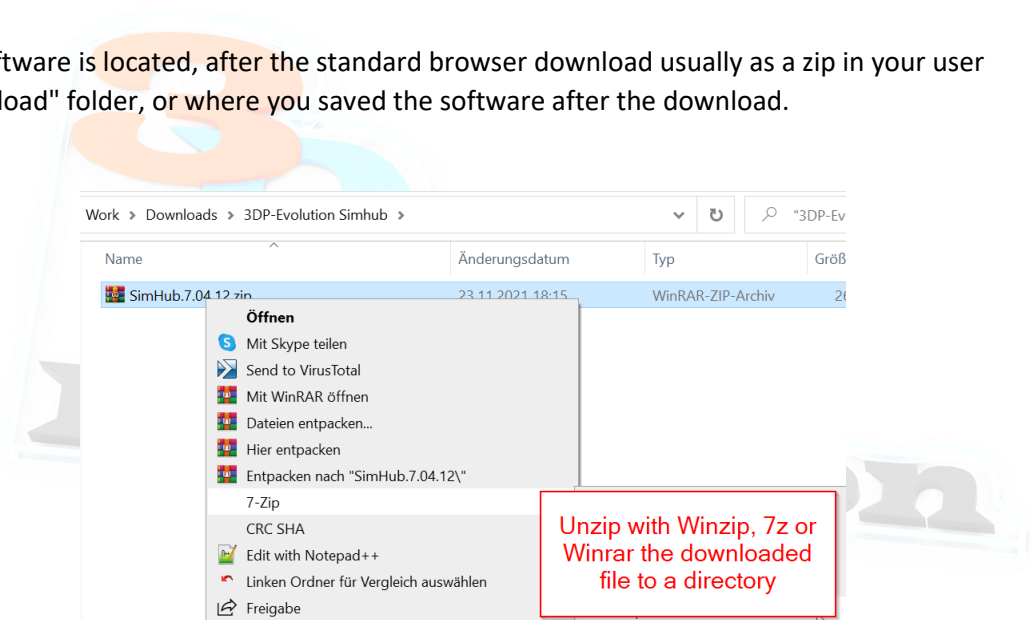 ftware is located, after the standard browser download usually as a zip in your user
load" folder, or where you saved the software after the download.
Work > Downloads > 3DP-Evolution Simhub >
"3DP-Ev
Name
Änderungsdatum
Typ
Größ
SimHub.7.04.12.zip
23.11.2021 18:15
WinRAR-ZIP-Archiv
26
Öffnen
Mit Skype teilen
Send to VirusTotal
Mit WinRAR öffnen
Dateien entpacken...
Hier entpacken
Entpacken nach "SimHub.7.04.12\"
7-Zip
CRC SHA
Edit with Notepad++
Linken Ordner für Vergleich auswählen
Freigabe
Unzip with Winzip, 7z or
Winrar the downloaded
file to a directory